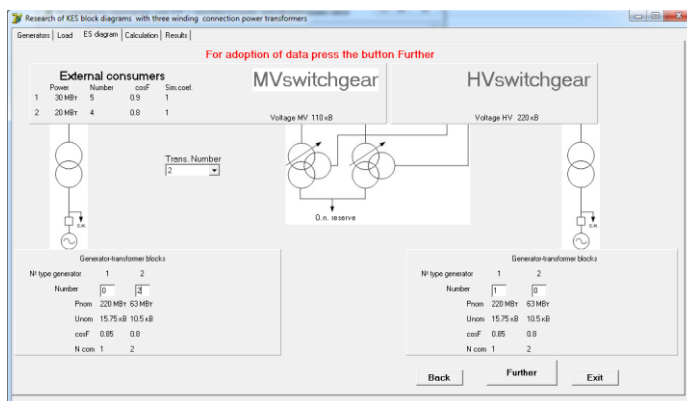 Research of KES block diagrams with three winding connection power transformers
Generators Load ES diagram Calculation Results
For adoption of data press the button Further
External consumers
Power Number cosF Sim.coef.
1 30 МВт 5 0.9 1
2 20 МВт 4 0.8 1
MVswitchgear
Voltage MV 110 кВ
HVswitchgear
Voltage HV 220 кВ
Trans. Number
2
O.n. reserve
с.н.
с.н.
Generator-transformer blocks
Nº type generator 1 2
Number 0 2
Pnom 220 МВт 63 МВт
Unom 15.75 кВ 10.5 кВ
cosF 0.85 0.8
N com 1 2
Generator-transformer blocks
Nº type generator 1 2
Number 1 0
Pnom 220 МВт 63 МВт
Unom 15.75 кВ 10.5 кВ
cosF 0.85 0.8
N com 1 2
Back Further Exit